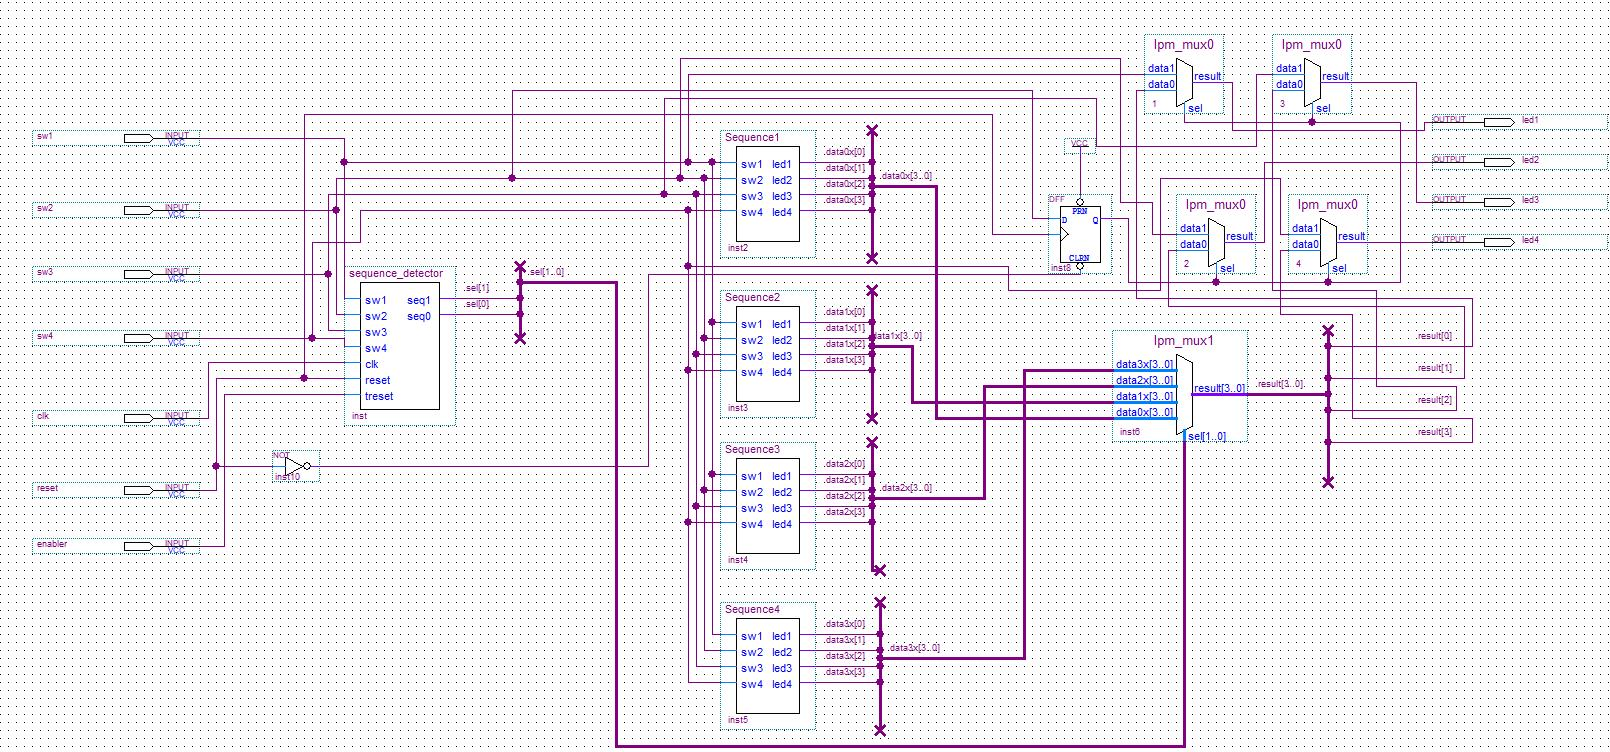 lpm_mux0
data1
data0
result
1
sel
lpm_mux0
data1
data0
result
3
sel
sw1
INPUT
VCC
sw2
INPUT
VCC
sw3
INPUT
VCC
sw4
INPUT
VCC
clk
INPUT
VCC
reset
INPUT
VCC
enabler
INPUT
VCC
NOT
inst10
sequence_detector
sw1 seq1
sw2 seq0
sw3
sw4
clk
reset
treset
inst
sel[1..0]
sel[1]
sel[0]
Sequence1
sw1 led1
sw2 led2
sw3 led3
sw4 led4
inst2
data0x[0]
data0x[1]
data0x[2]
data0x[3]
data0x[3..0]
Sequence2
sw1 led1
sw2 led2
sw3 led3
sw4 led4
inst3
data1x[0]
data1x[1]
data1x[2]
data1x[3]
data1x[3..0]
Sequence3
sw1 led1
sw2 led2
sw3 led3
sw4 led4
inst4
data2x[0]
data2x[1]
data2x[2]
data2x[3]
data2x[3..0]
Sequence4
sw1 led1
sw2 led2
sw3 led3
sw4 led4
inst5
data3x[0]
data3x[1]
data3x[2]
data3x[3]
data3x[3..0]
VCC
DFF
PRN
D Q
CLRN
inst8
lpm_mux0
data1
data0
result
2
sel
lpm_mux0
data1
data0
result
4
sel
OUTPUT led1
OUTPUT led2
OUTPUT led3
OUTPUT led4
lpm_mux1
data3x[3..0]
data2x[3..0]
data1x[3..0]
data0x[3..0]
result[3..0]
inst6
sel[1..0]
result[3..0]
result[0]
result[1]
result[2]
result[3]